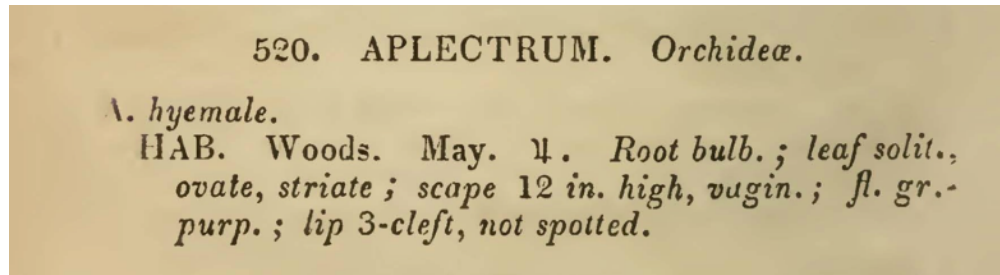 520. APLECTRUM. Orchideæ.
A. hyemale.
HAB. Woods. May. ♃. Root bulb.; leaf solit.,
ovate, striate; scape 12 in. high, vagin.; fl. gr.-
purp.; lip 3-cleft, not spotted.